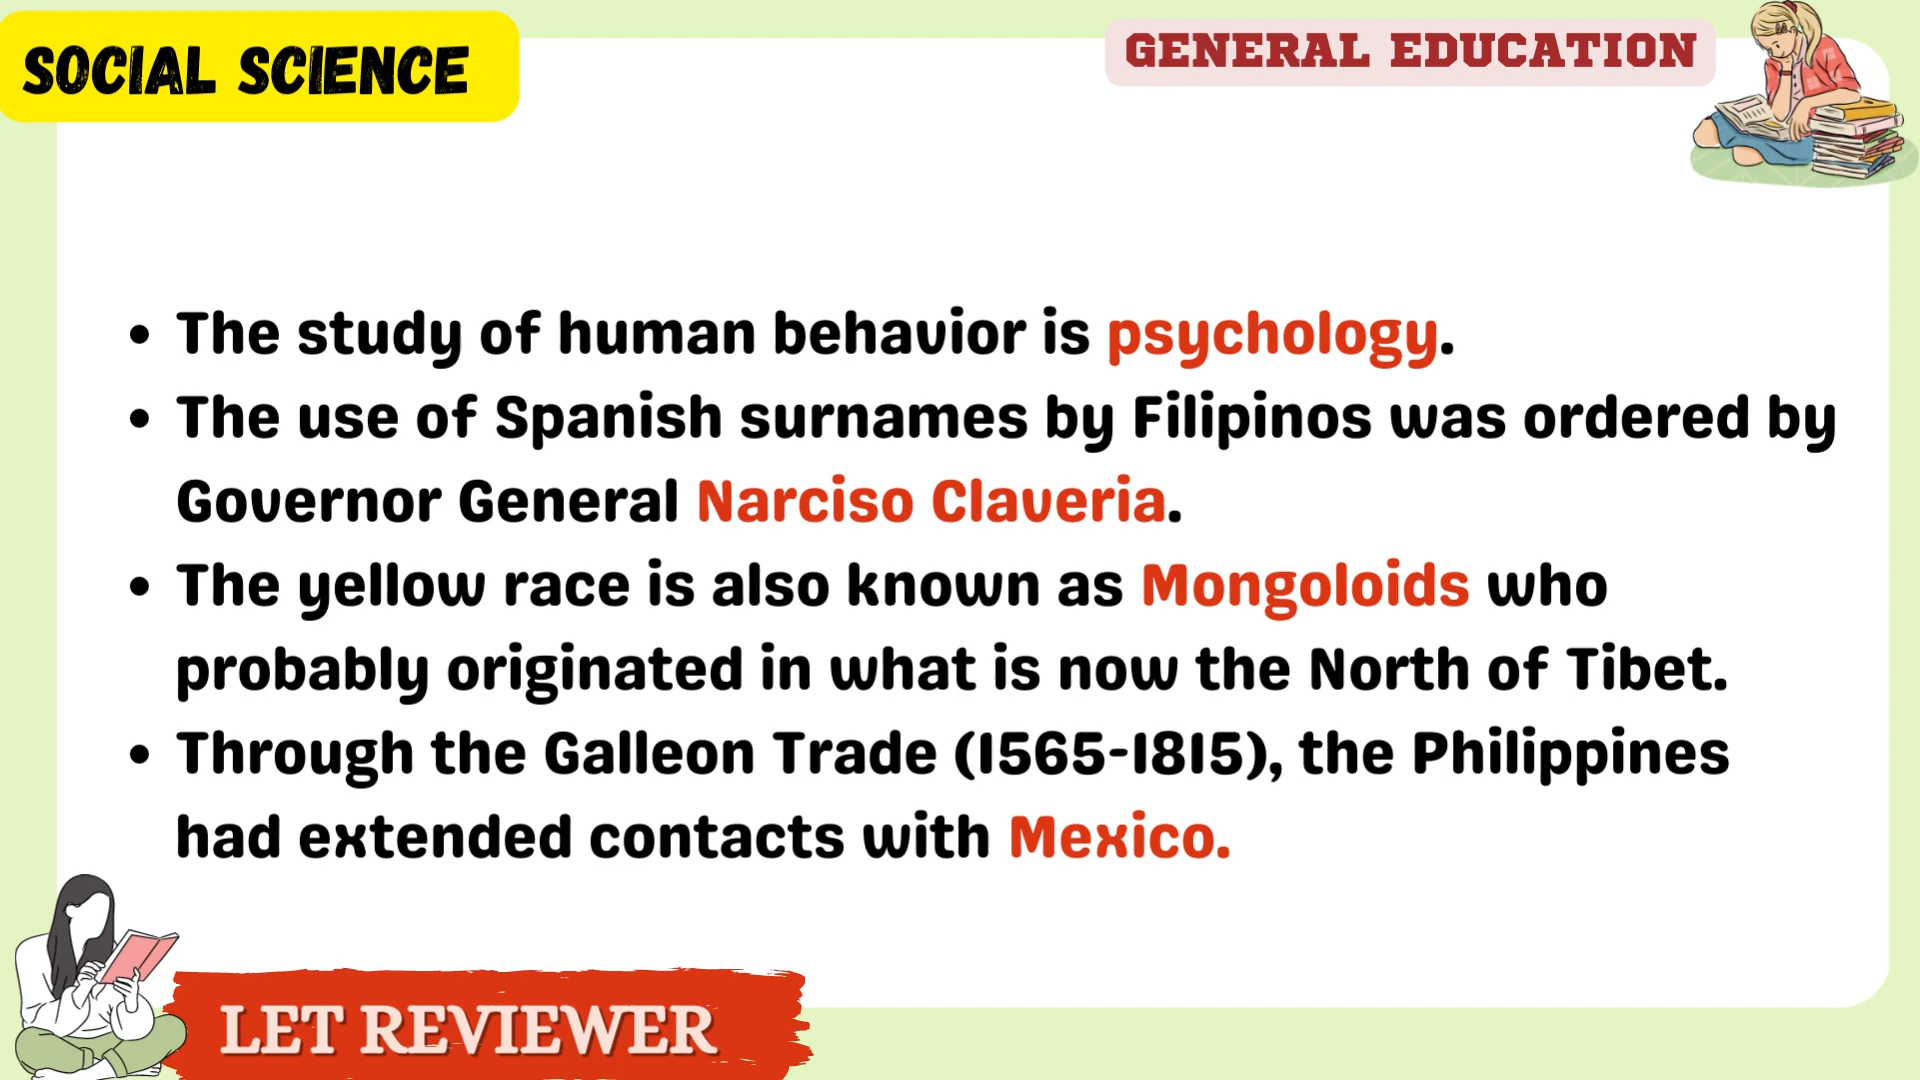 SOCIAL SCIENCE
GENERAL EDUCATION
• The study of human behavior is psychology.
• The use of Spanish surnames by Filipinos was ordered by
Governor General Narciso Claveria.
• The yellow race is also known as Mongoloids who
probably originated in what is now the North of Tibet.
• Through the Galleon Trade (1565-1815), the Philippines
had extended contacts with Mexico.
LET REVIEWER